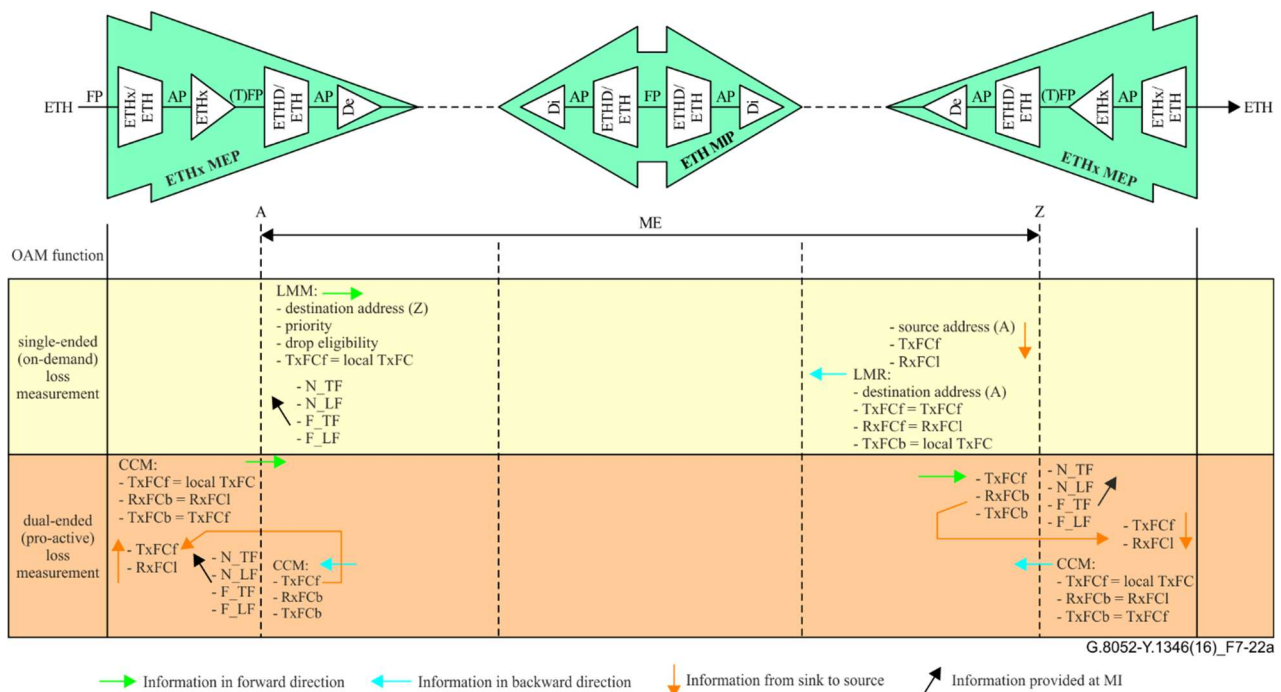 ETH
FP
ETHx/
ETH
AP
ETHx
(T)FP
ETHD/
ETH
AP
De
ETHx MEP
Di
AP
ETHD/
ETH
FP
ETHD/
ETH
AP
Di
ETH MIP
De
AP
ETHD/
ETH
(T)FP
ETHx
AP
ETHx/
ETH
FP
ETH
ETHx MEP
A
ME
Z
OAM function
single-ended
(on-demand)
loss
measurement
LMM:
- destination address (Z)
- priority
- drop eligibility
- TxFCf = local TxFC
- N_TF
- N_LF
- F_TF
- F_LF
- source address (A)
- TxFCf
- RxFCl
LMR:
- destination address (A)
- TxFCf = TxFCf
- RxFCf = RxFCl
- TxFCb = local TxFC
dual-ended
(pro-active)
loss
measurement
CCM:
- TxFCf = local TxFC
- RxFCb = RxFCl
- TxFCb = TxFCf
- TxFCf
- RxFCl
- N_TF
- N_LF
- F_TF
- F_LF
CCM:
- TxFCf
- RxFCb
- TxFCb
- TxFCf
- RxFCb
- TxFCb
- N_TF
- N_LF
- F_TF
- F_LF
- TxFCf
- RxFCl
CCM:
- TxFCf = local TxFC
- RxFCb = RxFCl
- TxFCb = TxFCf
G.8052-Y.1346(16)_F7-22a
Information in forward direction
Information in backward direction
Information from sink to source
Information provided at MI